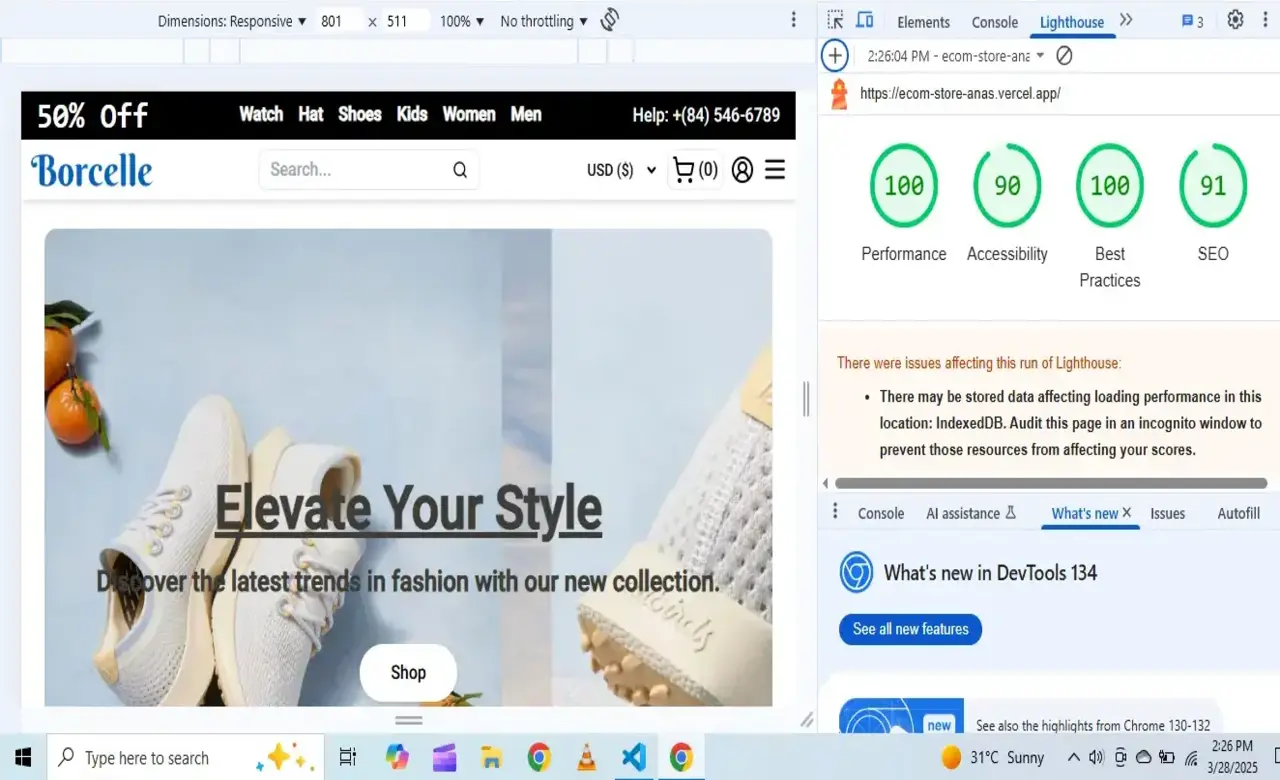 Dimensions: Responsive ▼ 801 x 511 100% ▼ No throttling ▼
Elements Console Lighthouse 3
2:26:04 PM - ecom-store-ana
https://ecom-store-anas.vercel.app/
50% Off Watch Hat Shoes Kids Women Men Help: +(84) 546-6789
Borcelle Search... USD ($) (0)
100 90 100 91
Performance Accessibility Best Practices SEO
There were issues affecting this run of Lighthouse:
• There may be stored data affecting loading performance in this
location: IndexedDB. Audit this page in an incognito window to
prevent those resources from affecting your scores.
Elevate Your Style
Discover the latest trends in fashion with our new collection.
Shop
Console AI assistance What's new × Issues Autofill
What's new in DevTools 134
See all new features
new
See also the highlights from Chrome 130-132
Type here to search
31°C Sunny
2:26 PM
3/28/2025